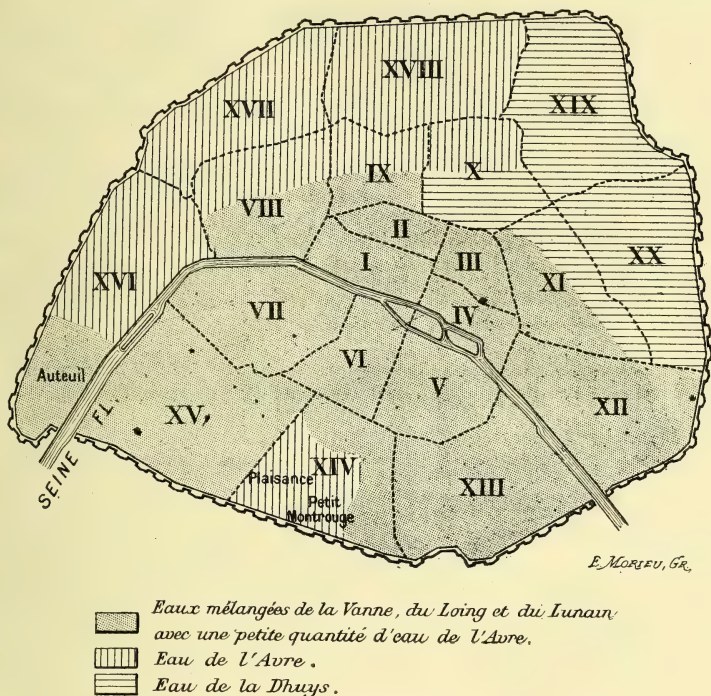 XVIII
XVII
XIX
IX
X
VIII
II
I
III
XX
XVI
XI
VII
IV
VI
V
Auteuil
XV
XII
SEINE FL.
XIV
Plaisance
Petit
Montrouge
XIII
E. MORIEU, GR.
Eaux mélangées de la Vanne, du Loing et du Lunain
avec une petite quantité d'eau de l'Avre.
Eau de l'Avre.
Eau de la Dhuys.